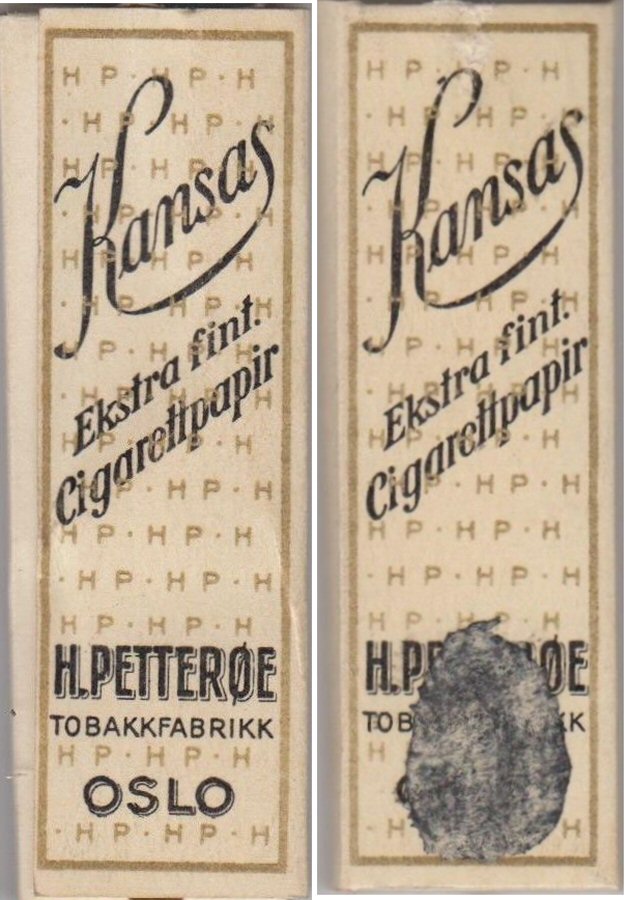 H P · H P · H
Kansas
Ekstra fint.
Cigarettpapir
H P · H P · H
· H P · H P · H
H P · H P · H
H. PETTERØE
TOBAKKFABRIKK
H P · H P · H
OSLO
· H P · H P · H
H P · H P · H
Kansas
Ekstra fint.
Cigarettpapir
H P · H P · H
· H P · H P · H
H P · H P · H